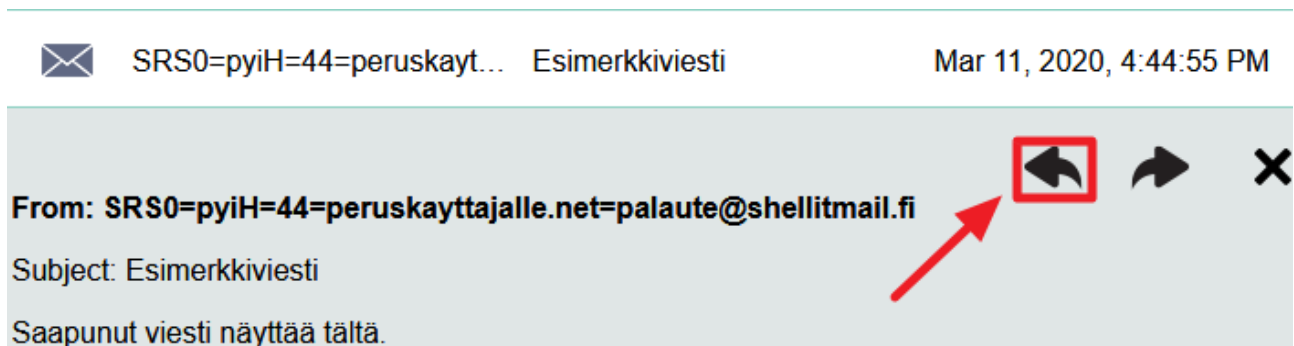 SRS0=pyiH=44=peruskayt... Esimerkkiviesti Mar 11, 2020, 4:44:55 PM
From: SRS0=pyiH=44=peruskayttajalle.net=palaute@shellitmail.fi
Subject: Esimerkkiviesti
Saapunut viesti näyttää tältä.